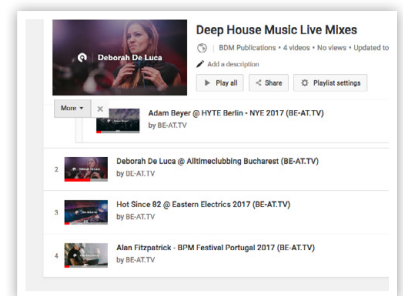 Deep House Music Live Mixes
BDM Publications • 4 videos • No views • Updated to
Deborah De Luca
Add a description
Play all
Share
Playlist settings
More
Adam Beyer @ HYTE Berlin - NYE 2017 (BE-AT.TV)
by BE-AT.TV
2
Deborah De Luca @ Alltimeclubbing Bucharest (BE-AT.TV)
by BE-AT.TV
3
Hot Since 82 @ Eastern Electrics 2017 (BE-AT.TV)
by BE-AT.TV
4
Alan Fitzpatrick - BPM Festival Portugal 2017 (BE-AT.TV)
by BE-AT.TV